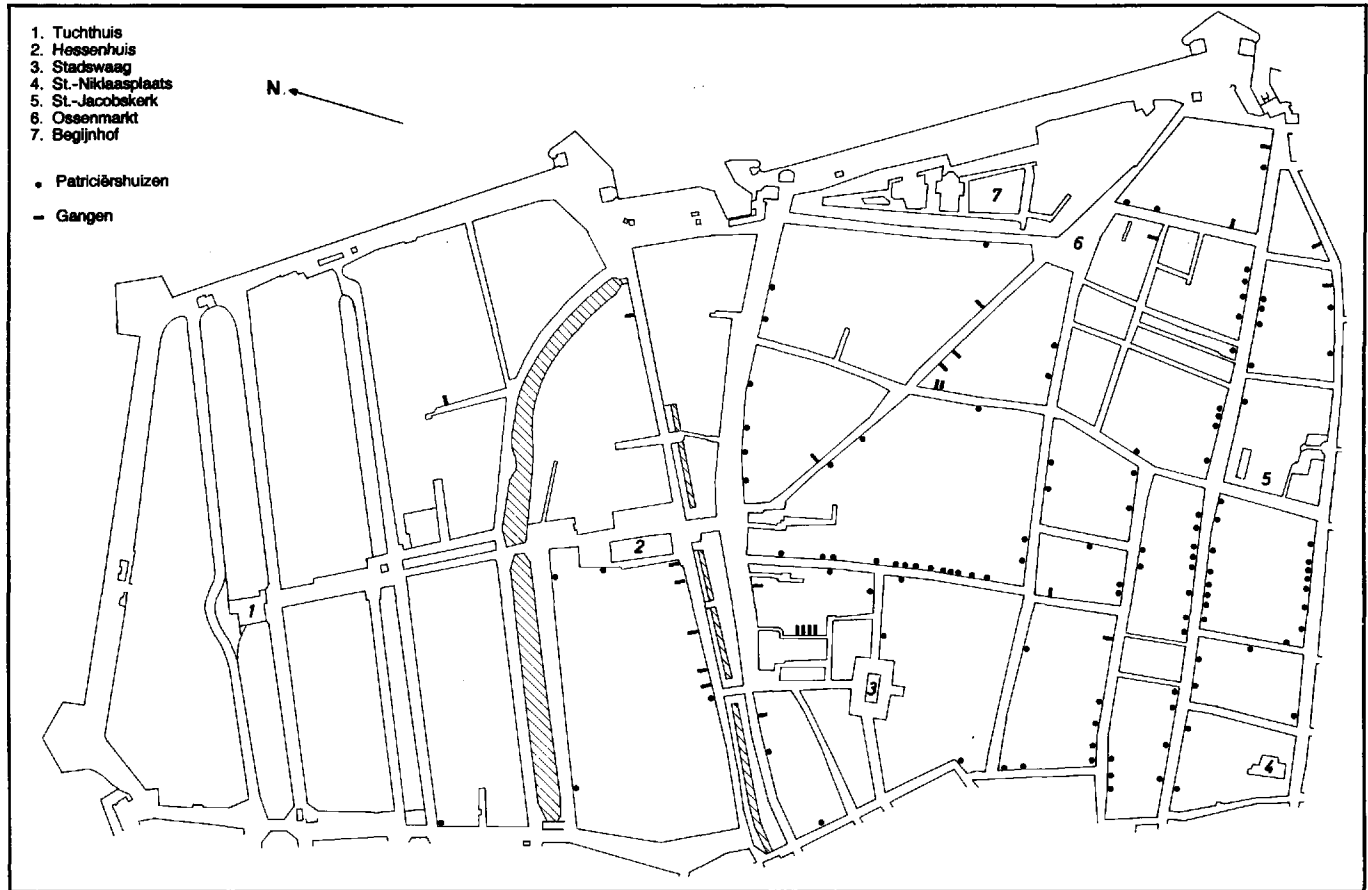 1. Tuchthuis
2. Hessenhuis
3. Stadswaag
4. St.-Niklaasplaats
5. St.-Jacobskerk
6. Ossenmarkt
7. Begijnhof
Patriciërshuizen
Gangen
N
7
6
5
2
1
3
4